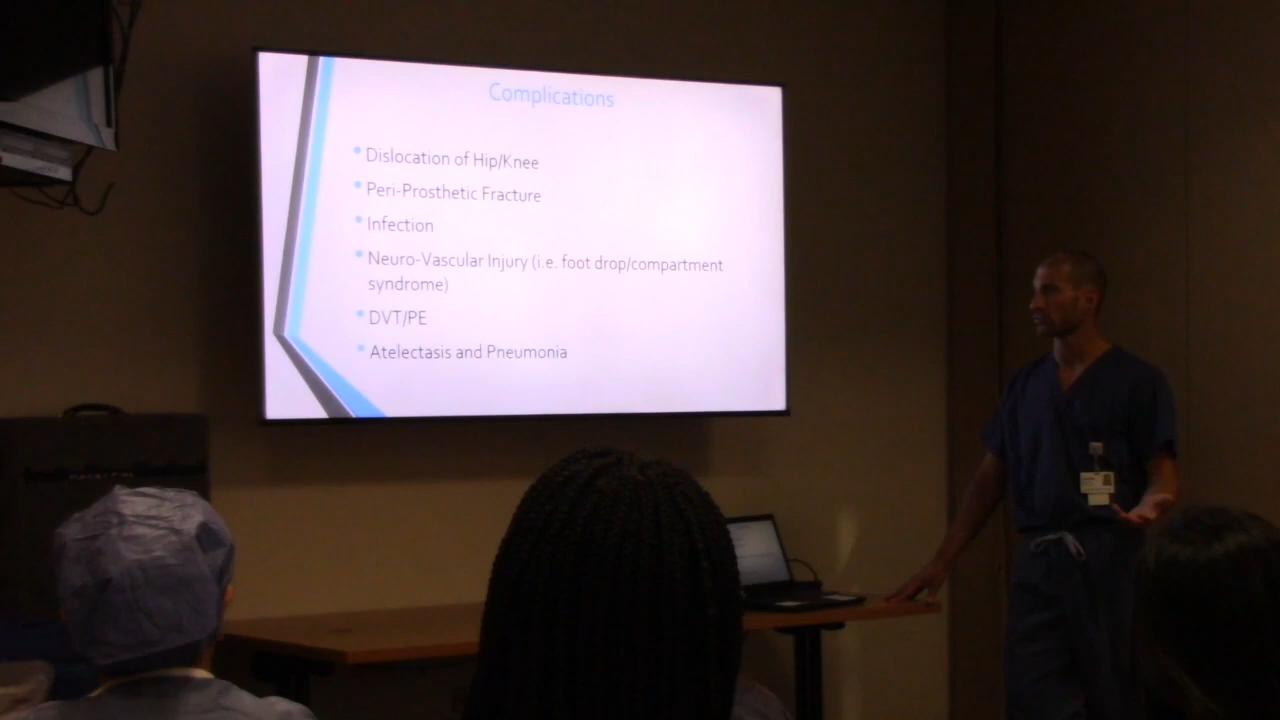 Complications
Dislocation of Hip/Knee
Peri-Prosthetic Fracture
Infection
Neuro-Vascular Injury (i.e. foot drop/compartment
syndrome)
DVT/PE
Atelectasis and Pneumonia